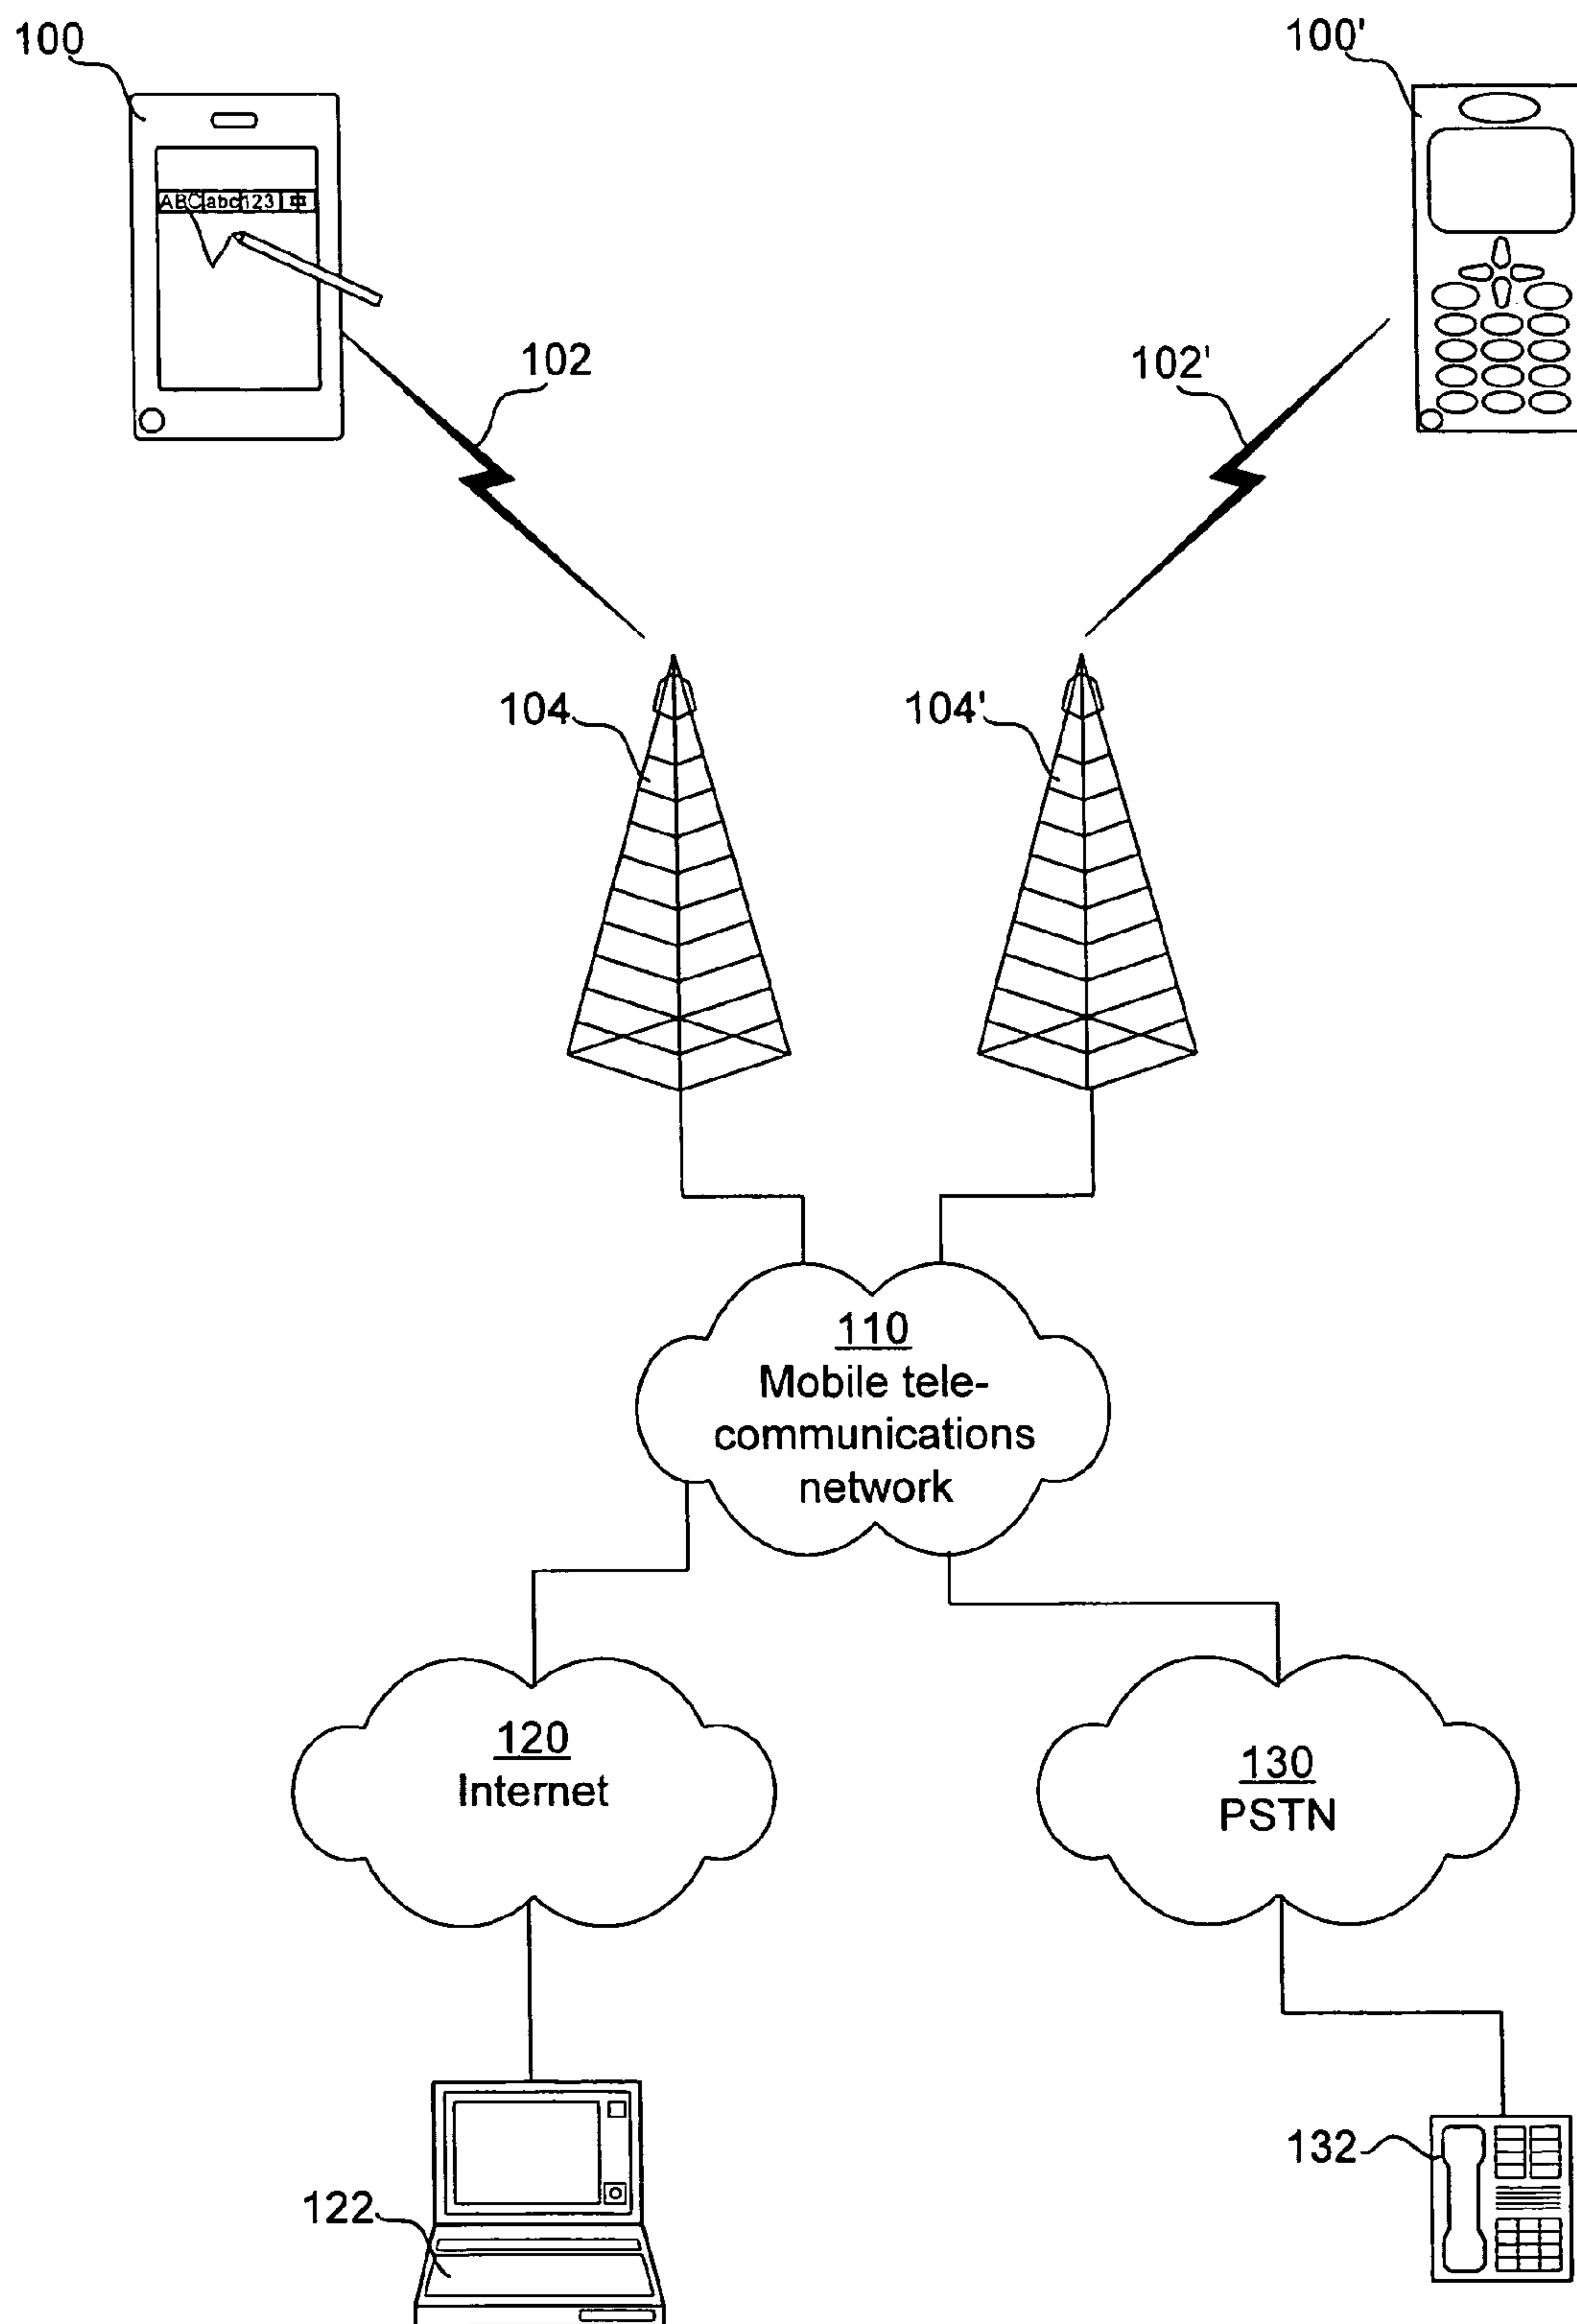 100
100'
ABC abc 123 中
102
102'
104
104'
110
Mobile tele-
communications
network
120
Internet
130
PSTN
132
122